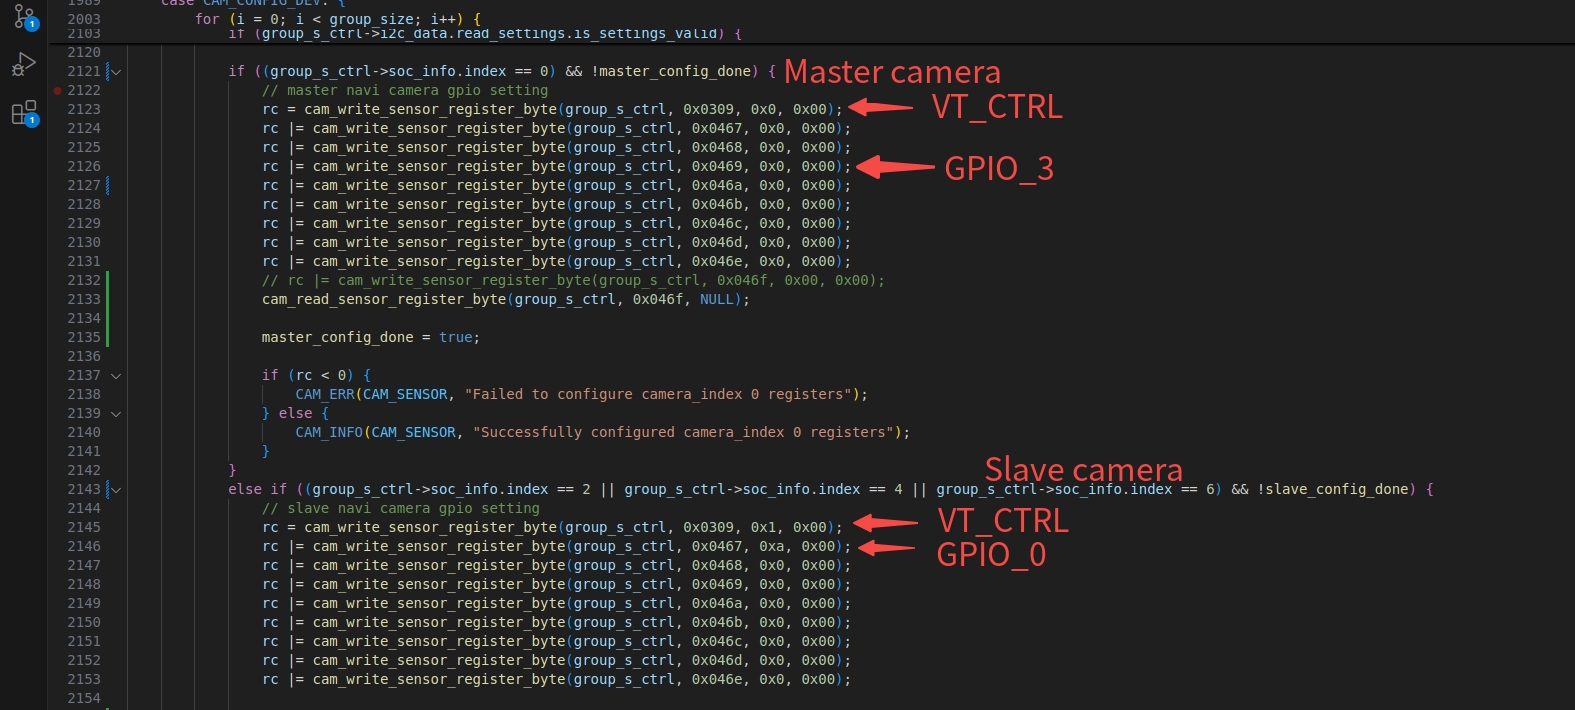 1989 case CAM_CONFIG_DEV: {
2003 for (i = 0; i < group_size; i++) {
2103 if (group_s_ctrl->i2c_data.read_settings.is_settings_valid) {
2120
2121 if ((group_s_ctrl->soc_info.index == 0) && !master_config_done) { Master camera
2122 // master navi camera gpio setting
2123 rc = cam_write_sensor_register_byte(group_s_ctrl, 0x0309, 0x0, 0x00); VT_CTRL
2124 rc |= cam_write_sensor_register_byte(group_s_ctrl, 0x0467, 0x0, 0x00);
2125 rc |= cam_write_sensor_register_byte(group_s_ctrl, 0x0468, 0x0, 0x00);
2126 rc |= cam_write_sensor_register_byte(group_s_ctrl, 0x0469, 0x0, 0x00); GPIO_3
2127 rc |= cam_write_sensor_register_byte(group_s_ctrl, 0x046a, 0x0, 0x00);
2128 rc |= cam_write_sensor_register_byte(group_s_ctrl, 0x046b, 0x0, 0x00);
2129 rc |= cam_write_sensor_register_byte(group_s_ctrl, 0x046c, 0x0, 0x00);
2130 rc |= cam_write_sensor_register_byte(group_s_ctrl, 0x046d, 0x0, 0x00);
2131 rc |= cam_write_sensor_register_byte(group_s_ctrl, 0x046e, 0x0, 0x00);
2132 // rc |= cam_write_sensor_register_byte(group_s_ctrl, 0x046f, 0x00, 0x00);
2133 cam_read_sensor_register_byte(group_s_ctrl, 0x046f, NULL);
2134
2135 master_config_done = true;
2136
2137 if (rc < 0) {
2138 CAM_ERR(CAM_SENSOR, "Failed to configure camera_index 0 registers");
2139 } else {
2140 CAM_INFO(CAM_SENSOR, "Successfully configured camera_index 0 registers");
2141 }
2142 }
Slave camera
2143 else if ((group_s_ctrl->soc_info.index == 2 || group_s_ctrl->soc_info.index == 4 || group_s_ctrl->soc_info.index == 6) && !slave_config_done) {
2144 // slave navi camera gpio setting
2145 rc = cam_write_sensor_register_byte(group_s_ctrl, 0x0309, 0x1, 0x00); VT_CTRL
2146 rc |= cam_write_sensor_register_byte(group_s_ctrl, 0x0467, 0xa, 0x00); GPIO_0
2147 rc |= cam_write_sensor_register_byte(group_s_ctrl, 0x0468, 0x0, 0x00);
2148 rc |= cam_write_sensor_register_byte(group_s_ctrl, 0x0469, 0x0, 0x00);
2149 rc |= cam_write_sensor_register_byte(group_s_ctrl, 0x046a, 0x0, 0x00);
2150 rc |= cam_write_sensor_register_byte(group_s_ctrl, 0x046b, 0x0, 0x00);
2151 rc |= cam_write_sensor_register_byte(group_s_ctrl, 0x046c, 0x0, 0x00);
2152 rc |= cam_write_sensor_register_byte(group_s_ctrl, 0x046d, 0x0, 0x00);
2153 rc |= cam_write_sensor_register_byte(group_s_ctrl, 0x046e, 0x0, 0x00);
2154
1
1